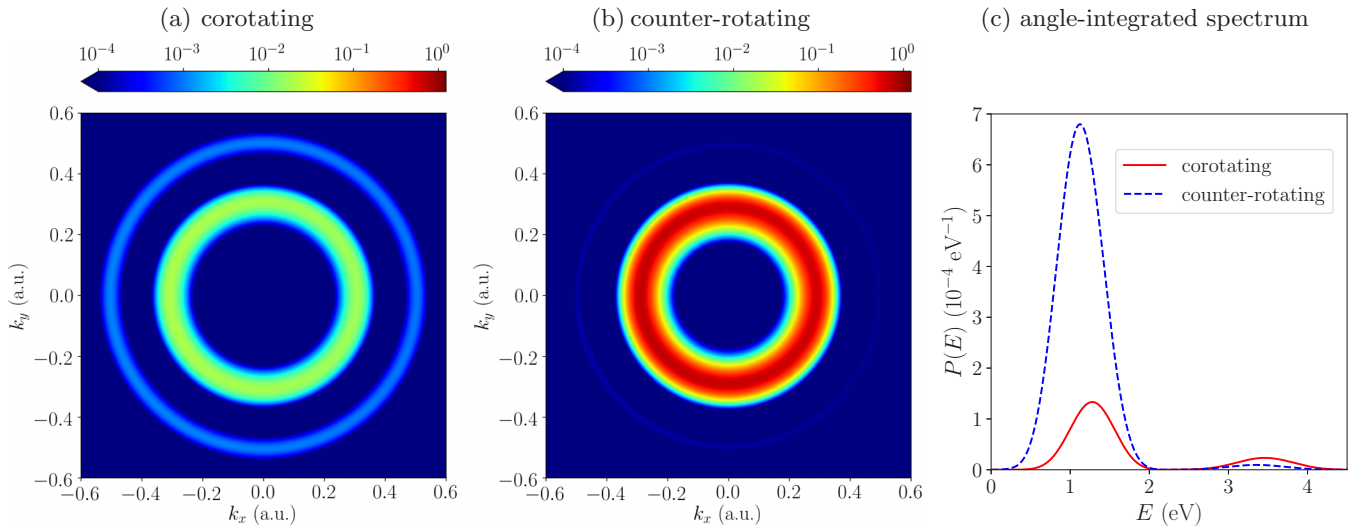 (a) corotating
(b) counter-rotating
(c) angle-integrated spectrum
10⁻⁴ 10⁻³ 10⁻² 10⁻¹ 10⁰
10⁻⁴ 10⁻³ 10⁻² 10⁻¹ 10⁰
0.6
0.4
0.2
0.0
−0.2
−0.4
−0.6
k_y (a.u.)
−0.6 −0.4 −0.2 0.0 0.2 0.4 0.6
k_x (a.u.)
0.6
0.4
0.2
0.0
−0.2
−0.4
−0.6
k_y (a.u.)
−0.6 −0.4 −0.2 0.0 0.2 0.4 0.6
k_x (a.u.)
7
6
5
4
3
2
1
0
P(E) (10⁻⁴ eV⁻¹)
corotating
counter-rotating
0 1 2 3 4
E (eV)